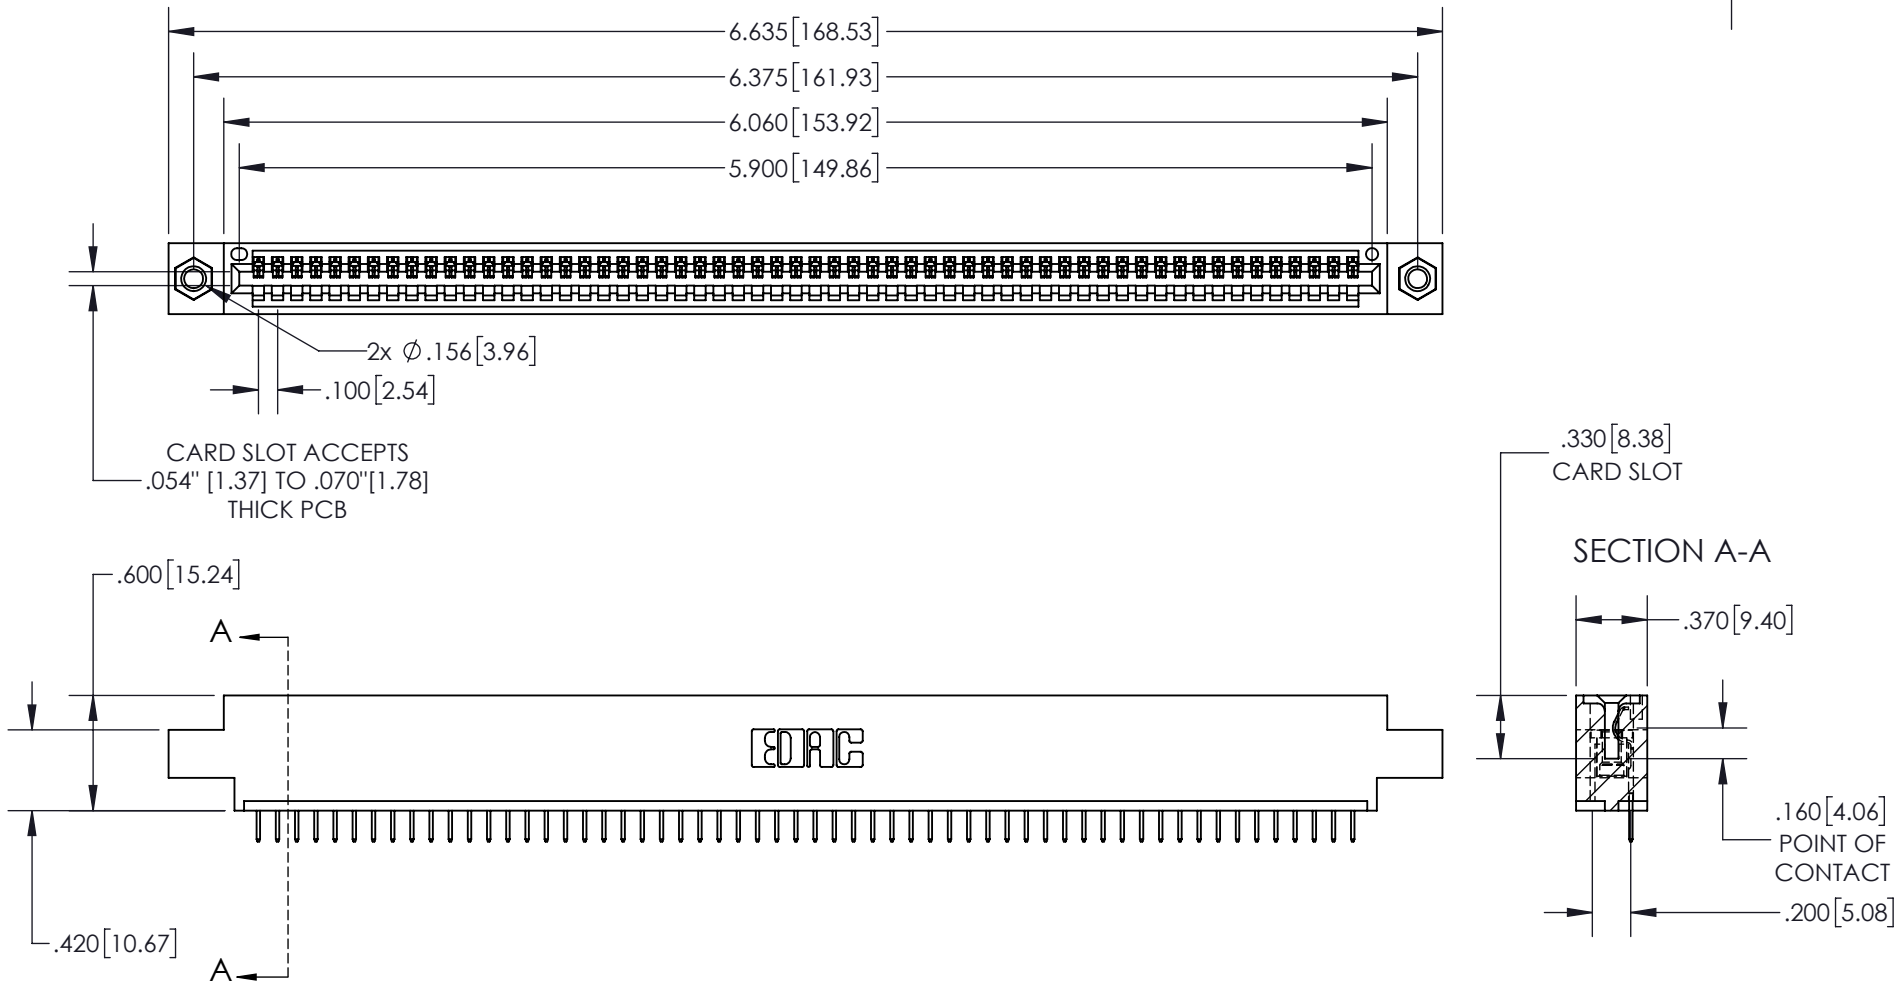 6.635[168.53]
6.375[161.93]
6.060[153.92]
5.900[149.86]
2x Ø.156[3.96]
.100[2.54]
CARD SLOT ACCEPTS
.054" [1.37] TO .070"[1.78]
THICK PCB
.330[8.38]
CARD SLOT
SECTION A-A
.600[15.24]
.370[9.40]
A
EDAC
.160[4.06]
POINT OF
CONTACT
.200[5.08]
.420[10.67]
A